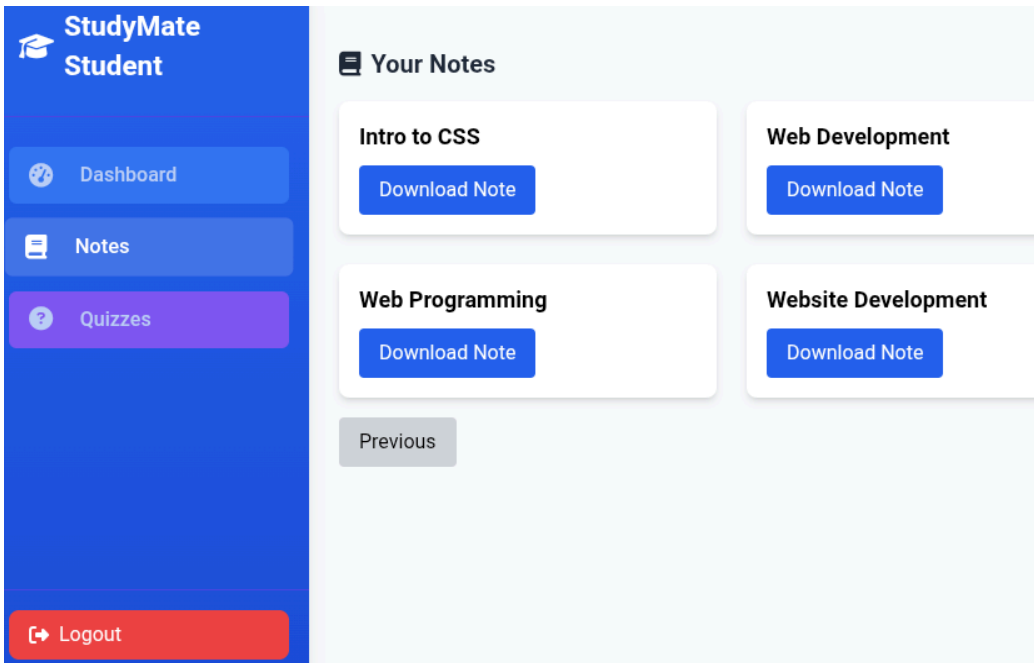 StudyMate
Student
Dashboard
Notes
Quizzes
Logout
Your Notes
Intro to CSS
Download Note
Web Development
Download Note
Web Programming
Download Note
Website Development
Download Note
Previous